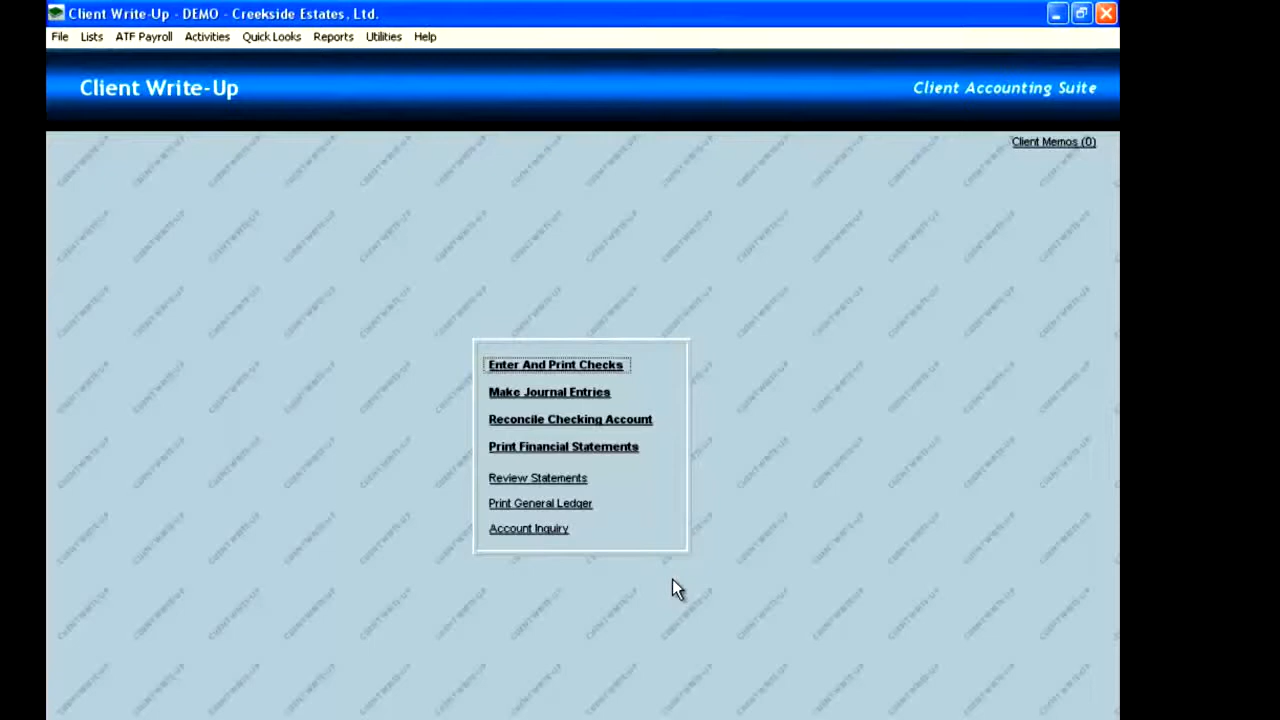 Client Write-Up - DEMO - Creekside Estates, Ltd.
File Lists ATF Payroll Activities Quick Looks Reports Utilities Help
Client Write-Up
Client Accounting Suite
Client Memos (0)
Enter And Print Checks
Make Journal Entries
Reconcile Checking Account
Print Financial Statements
Review Statements
Print General Ledger
Account Inquiry